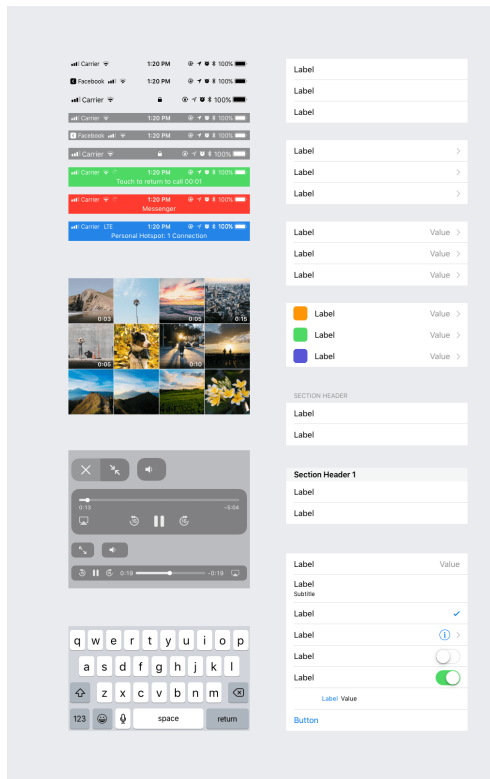 Carrier 1:20 PM 100%
Facebook 1:20 PM 100%
Carrier 100%
Carrier 1:20 PM 100%
Facebook 1:20 PM 100%
Carrier 100%
Carrier 1:20 PM 100%
Touch to return to call 00:01
Carrier 1:20 PM 100%
Messenger
Carrier LTE 1:20 PM 100%
Personal Hotspot: 1 Connection
0:03 0:05 0:15
0:05 0:10
0:13 -5:04
15 15
15 15 0:19 -0:19
q w e r t y u i o p
a s d f g h j k l
z x c v b n m
123 space return
Label
Label
Label
Label
Label
Label
Label Value
Label Value
Label Value
Label Value
Label Value
Label Value
SECTION HEADER
Label
Label
Section Header 1
Label
Label
Label Value
Label
Subtitle
Label
Label
Label
Label
Label Value
Button